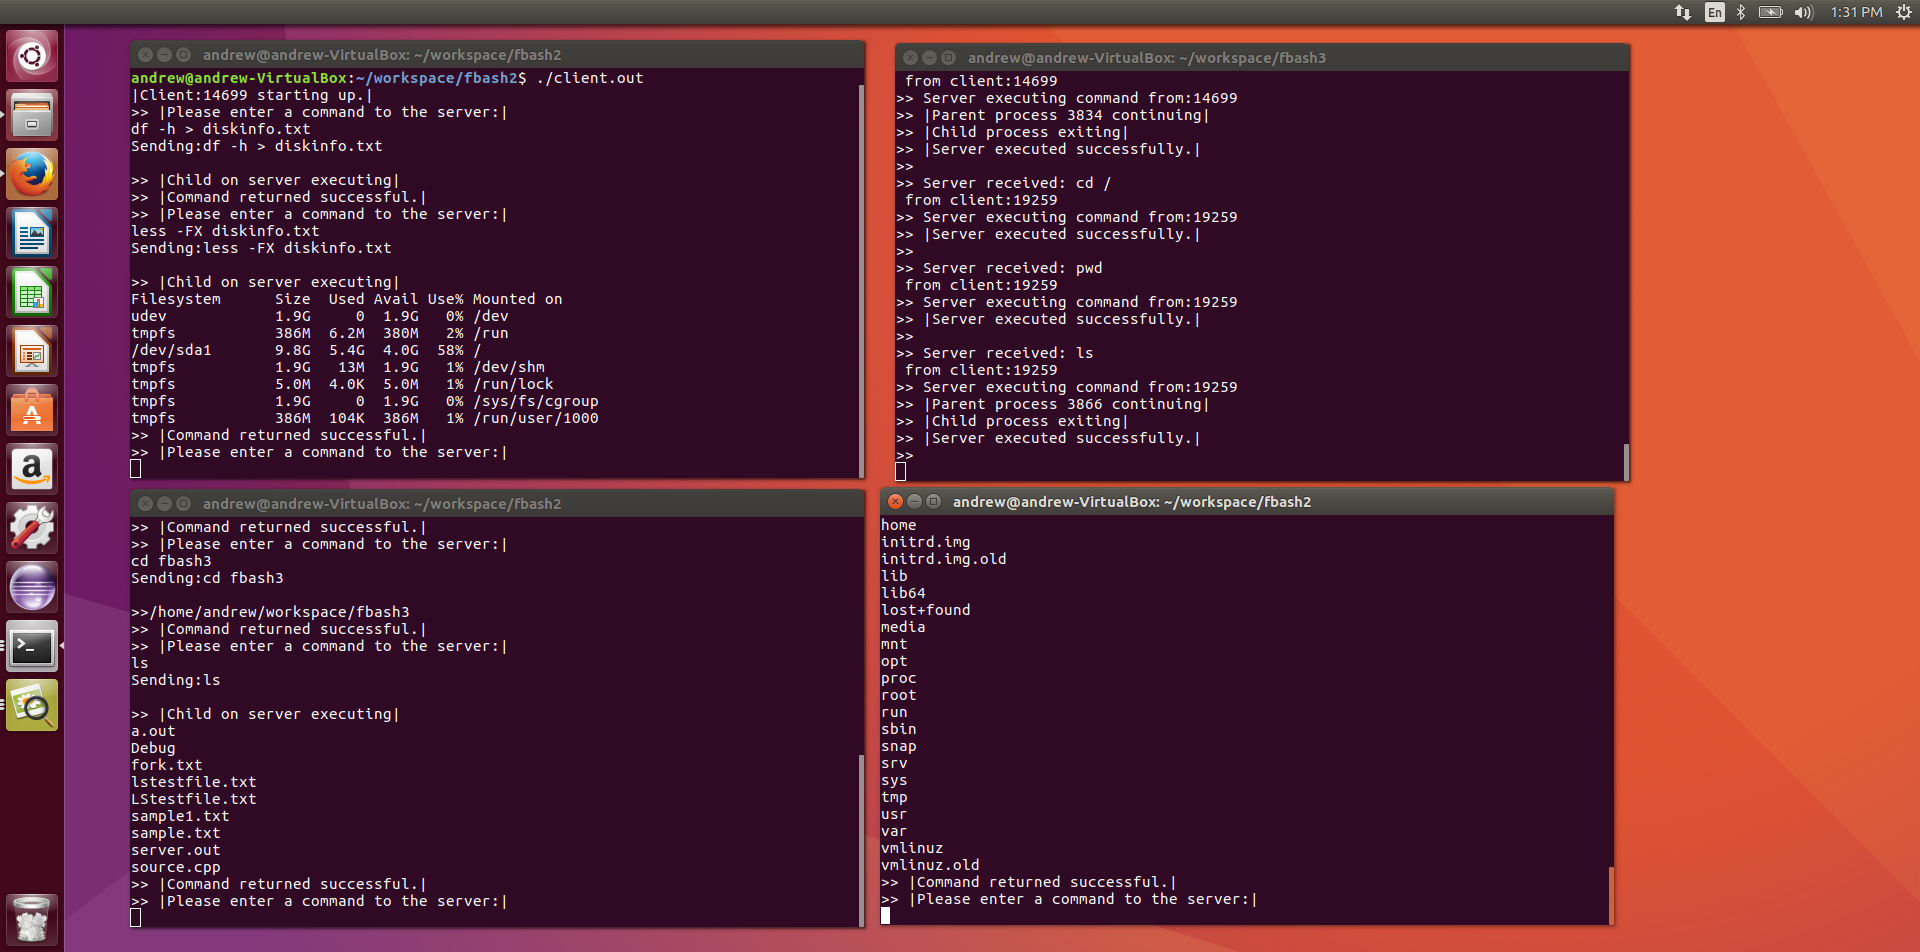 En
1:31 PM
andrew@andrew-VirtualBox: ~/workspace/fbash2
andrew@andrew-VirtualBox:~/workspace/fbash2$ ./client.out
|Client:14699 starting up.|
>> |Please enter a command to the server:|
df -h > diskinfo.txt
Sending:df -h > diskinfo.txt
>> |Child on server executing|
>> |Command returned successful.|
>> |Please enter a command to the server:|
less -FX diskinfo.txt
Sending:less -FX diskinfo.txt
>> |Child on server executing|
Filesystem      Size  Used Avail Use% Mounted on
udev            1.9G     0  1.9G   0% /dev
tmpfs           386M  6.2M  380M   2% /run
/dev/sda1       9.8G  5.4G  4.0G  58% /
tmpfs           1.9G   13M  1.9G   1% /dev/shm
tmpfs           5.0M  4.0K  5.0M   1% /run/lock
tmpfs           1.9G     0  1.9G   0% /sys/fs/cgroup
tmpfs           386M  104K  386M   1% /run/user/1000
>> |Command returned successful.|
>> |Please enter a command to the server:|
andrew@andrew-VirtualBox: ~/workspace/fbash3
from client:14699
>> Server executing command from:14699
>> |Parent process 3834 continuing|
>> |Child process exiting|
>> |Server executed successfully.|
>>
>> Server received: cd /
from client:19259
>> Server executing command from:19259
>> |Server executed successfully.|
>>
>> Server received: pwd
from client:19259
>> Server executing command from:19259
>> |Server executed successfully.|
>>
>> Server received: ls
from client:19259
>> Server executing command from:19259
>> |Parent process 3866 continuing|
>> |Child process exiting|
>> |Server executed successfully.|
>>
andrew@andrew-VirtualBox: ~/workspace/fbash2
>> |Command returned successful.|
>> |Please enter a command to the server:|
cd fbash3
Sending:cd fbash3
>>/home/andrew/workspace/fbash3
>> |Command returned successful.|
>> |Please enter a command to the server:|
ls
Sending:ls
>> |Child on server executing|
a.out
Debug
fork.txt
lstestfile.txt
LStestfile.txt
sample1.txt
sample.txt
server.out
source.cpp
>> |Command returned successful.|
>> |Please enter a command to the server:|
andrew@andrew-VirtualBox: ~/workspace/fbash2
home
initrd.img
initrd.img.old
lib
lib64
lost+found
media
mnt
opt
proc
root
run
sbin
snap
srv
sys
tmp
usr
var
vmlinuz
vmlinuz.old
>> |Command returned successful.|
>> |Please enter a command to the server:|